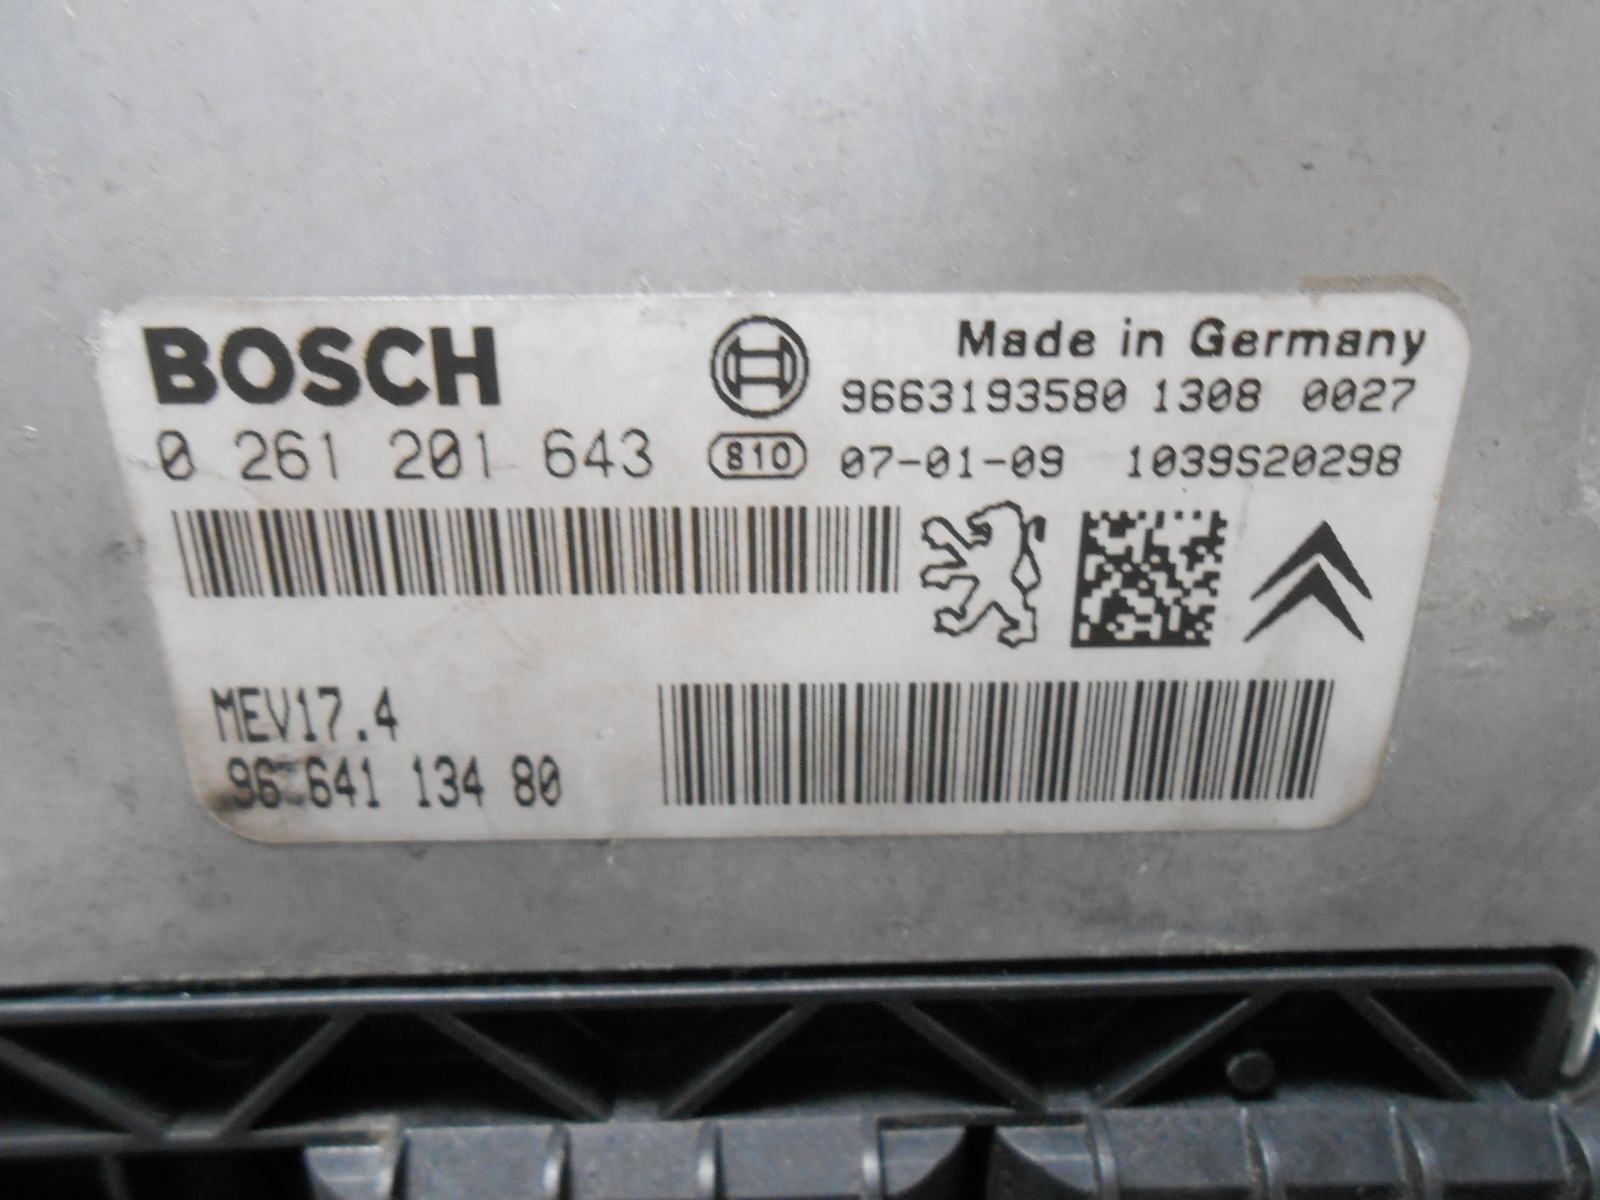 BOSCH
Made in Germany
9663193580 1308 0027
0 261 201 643 810 07-01-09 1039S20298
MEV17.4
96 641 134 80